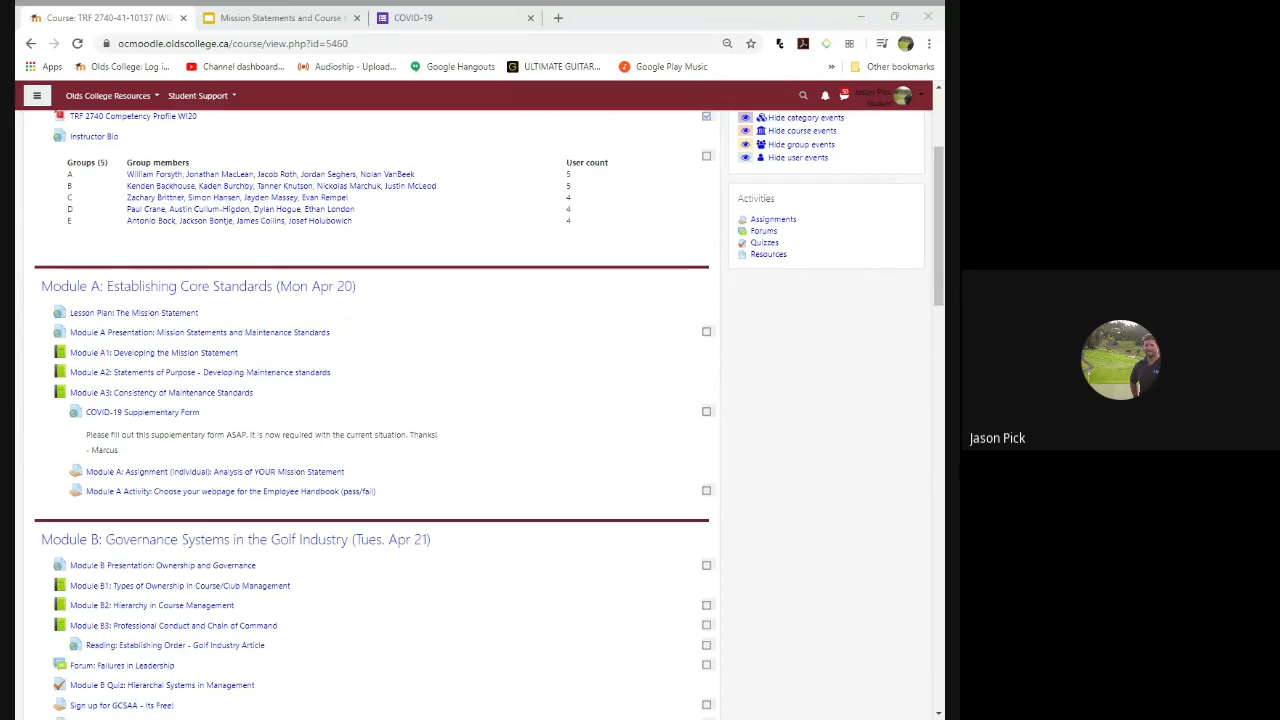 Course: TRF 2740-41-10137 (WI
Mission Statements and Course
COVID-19
ocmoodle.oldscollege.ca/course/view.php?id=5460
Apps
Olds College: Log i...
Channel dashboard...
Audioship - Upload...
Google Hangouts
ULTIMATE GUITAR...
Google Play Music
»
Other bookmarks
Olds College Resources
Student Support
30
Jason Pick
Student
TRF 2740 Competency Profile WI20
Hide category events
Instructor Bio
Hide course events
Hide group events
Hide user events
Groups (5) Group members User count
A William Forsyth, Jonathan MacLean, Jacob Roth, Jordan Seghers, Nolan VanBeek 5
B Kenden Backhouse, Kaden Burchby, Tanner Knutson, Nickolas Marchuk, Justin McLeod 5
C Zachary Brittner, Simon Hansen, Jayden Massey, Evan Rempel 4
D Paul Crane, Austin Cullum-Higdon, Dylan Hogue, Ethan London 4
E Antonio Bock, Jackson Bontje, James Collins, Josef Holubowich 4
Activities
Assignments
Forums
Quizzes
Resources
Module A: Establishing Core Standards (Mon Apr 20)
Lesson Plan: The Mission Statement
Module A Presentation: Mission Statements and Maintenance Standards
Module A1: Developing the Mission Statement
Module A2: Statements of Purpose - Developing Maintenance standards
Module A3: Consistency of Maintenance Standards
COVID-19 Supplementary Form
Please fill out this supplementary form ASAP. It is now required with the current situation. Thanks!
- Marcus
Module A: Assignment (Individual): Analysis of YOUR Mission Statement
Module A Activity: Choose your webpage for the Employee Handbook (pass/fail)
Module B: Governance Systems in the Golf Industry (Tues. Apr 21)
Module B Presentation: Ownership and Governance
Module B1: Types of Ownership in Course/Club Management
Module B2: Hierarchy in Course Management
Module B3: Professional Conduct and Chain of Command
Reading: Establishing Order - Golf Industry Article
Forum: Failures in Leadership
Module B Quiz: Hierarchal Systems in Management
Sign up for GCSAA - Its Free!
Jason Pick